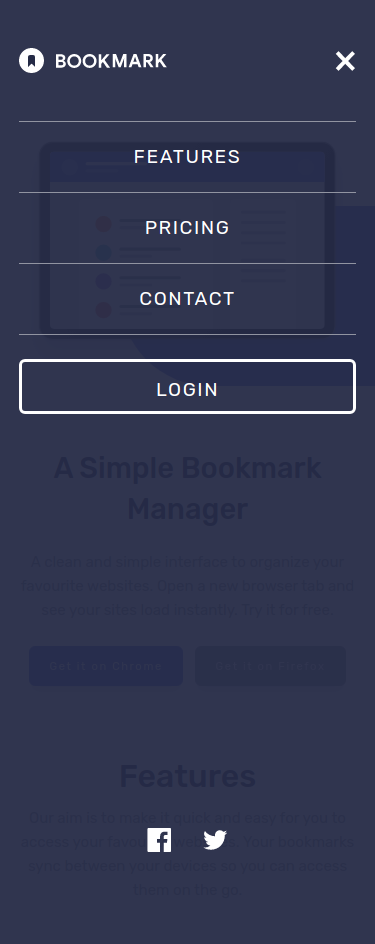 BOOKMARK
FEATURES
PRICING
CONTACT
LOGIN
A Simple Bookmark
Manager
A clean and simple interface to organize your
favourite websites. Open a new browser tab and
see your sites load instantly. Try it for free.
Get it on Chrome
Get it on Firefox
Features
Our aim is to make it quick and easy for you to
access your favourite websites. Your bookmarks
sync between your devices so you can access
them on the go.